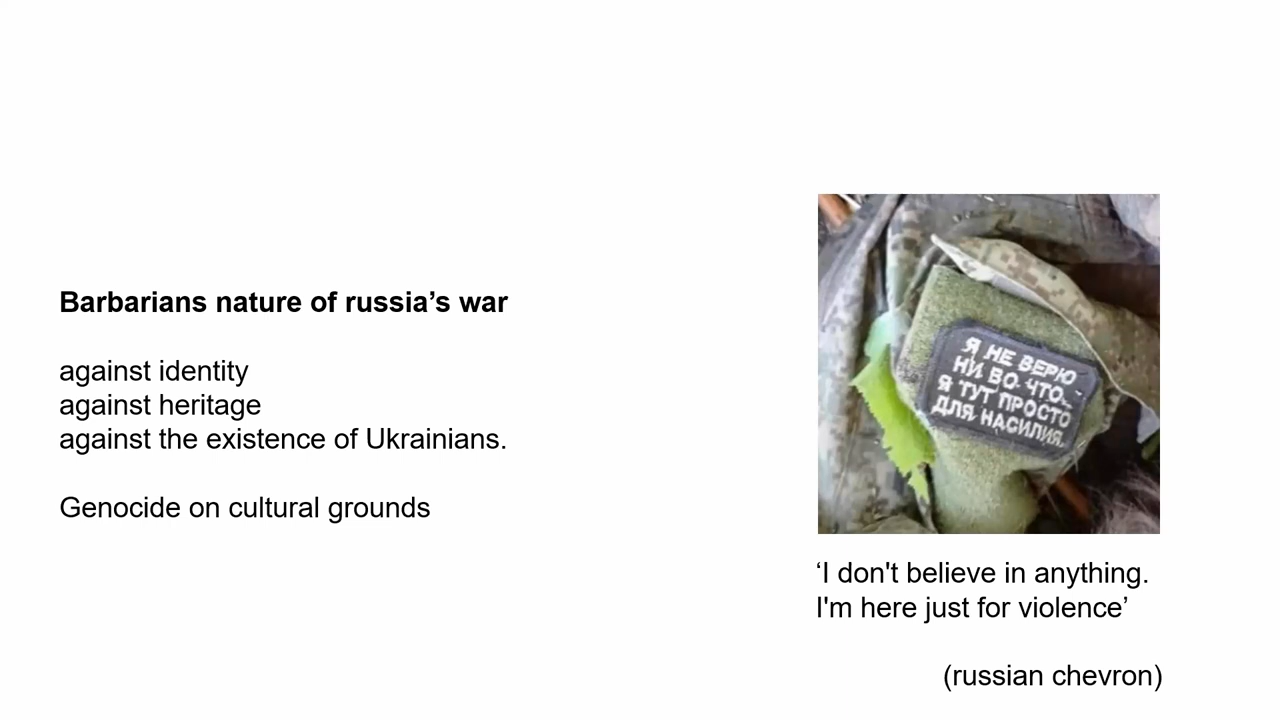 Barbarians nature of russia’s war
against identity
against heritage
against the existence of Ukrainians.
Genocide on cultural grounds
Я НЕ ВЕРЮ
НИ ВО ЧТО.
Я ТУТ ПРОСТО
ДЛЯ НАСИЛИЯ.
‘I don't believe in anything.
I'm here just for violence’
(russian chevron)